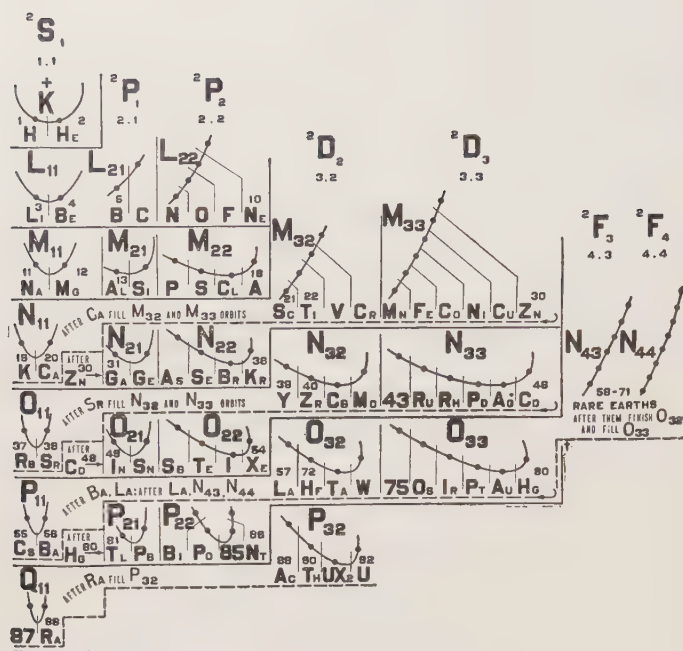 ²S₁
1.1
+
K
1 2
H HE
²P₁
2.1
²P₂
2.2
L₁₁ L₂₁ L₂₂
3 4 5 10
LI BE B C N O F NE
²D₂
3.2
²D₃
3.3
M₁₁ M₂₁ M₂₂ M₃₂ M₃₃
11 12 13 18 21 22 30
NA MG AL SI P S CL A SC TI V CR MN FE CO NI CU ZN
²F₃
4.3
²F₄
4.4
AFTER CA FILL M₃₂ AND M₃₃ ORBITS
N₁₁ N₂₁ N₂₂ N₃₂ N₃₃ N₄₃ N₄₄
19 20 AFTER 31 36 39 40 48
K CA ZN³⁰ GA GE AS SE BR KR Y ZR CB MO 43 RU RH PD AG CD
58-71
RARE EARTHS
AFTER THEM FINISH O₃₂
AND FILL O₃₃
AFTER SR FILL N₃₂ AND N₃₃ ORBITS
O₁₁ O₂₁ O₂₂ O₃₂ O₃₃
37 38 AFTER 49 54 57 72 80
RB SR CD⁴⁸ IN SN SB TE I XE LA HF TA W 75 OS IR PT AU HG
AFTER BA, LA: AFTER LA, N₄₃, N₄₄
P₁₁ P₂₁ P₂₂ P₃₂
55 56 AFTER 81 86 89 90 92
CS BA HG⁸⁰ TL PB BI PO 85 NT AC TH UX₂ U
AFTER RA FILL P₃₂
Q₁₁
88
87 RA